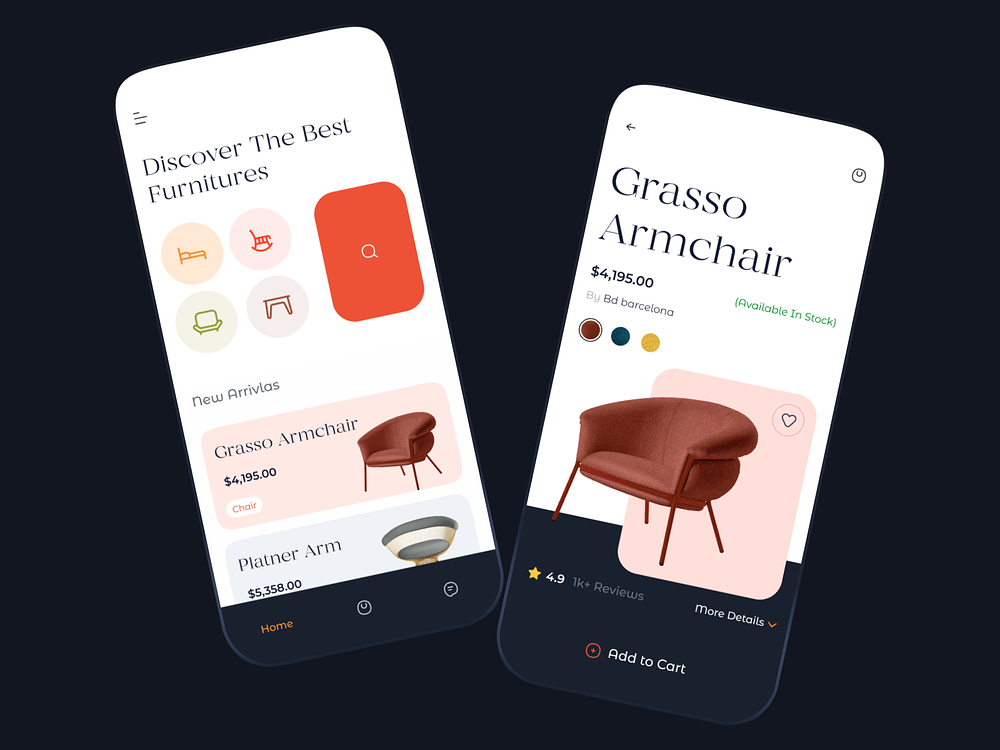 Discover The Best
Furnitures
New Arrivlas
Grasso Armchair
$4,195.00
Chair
Platner Arm
$5,358.00
Home
Grasso
Armchair
$4,195.00
(Available In Stock)
By Bd barcelona
4.9 1k+ Reviews
More Details
Add to Cart